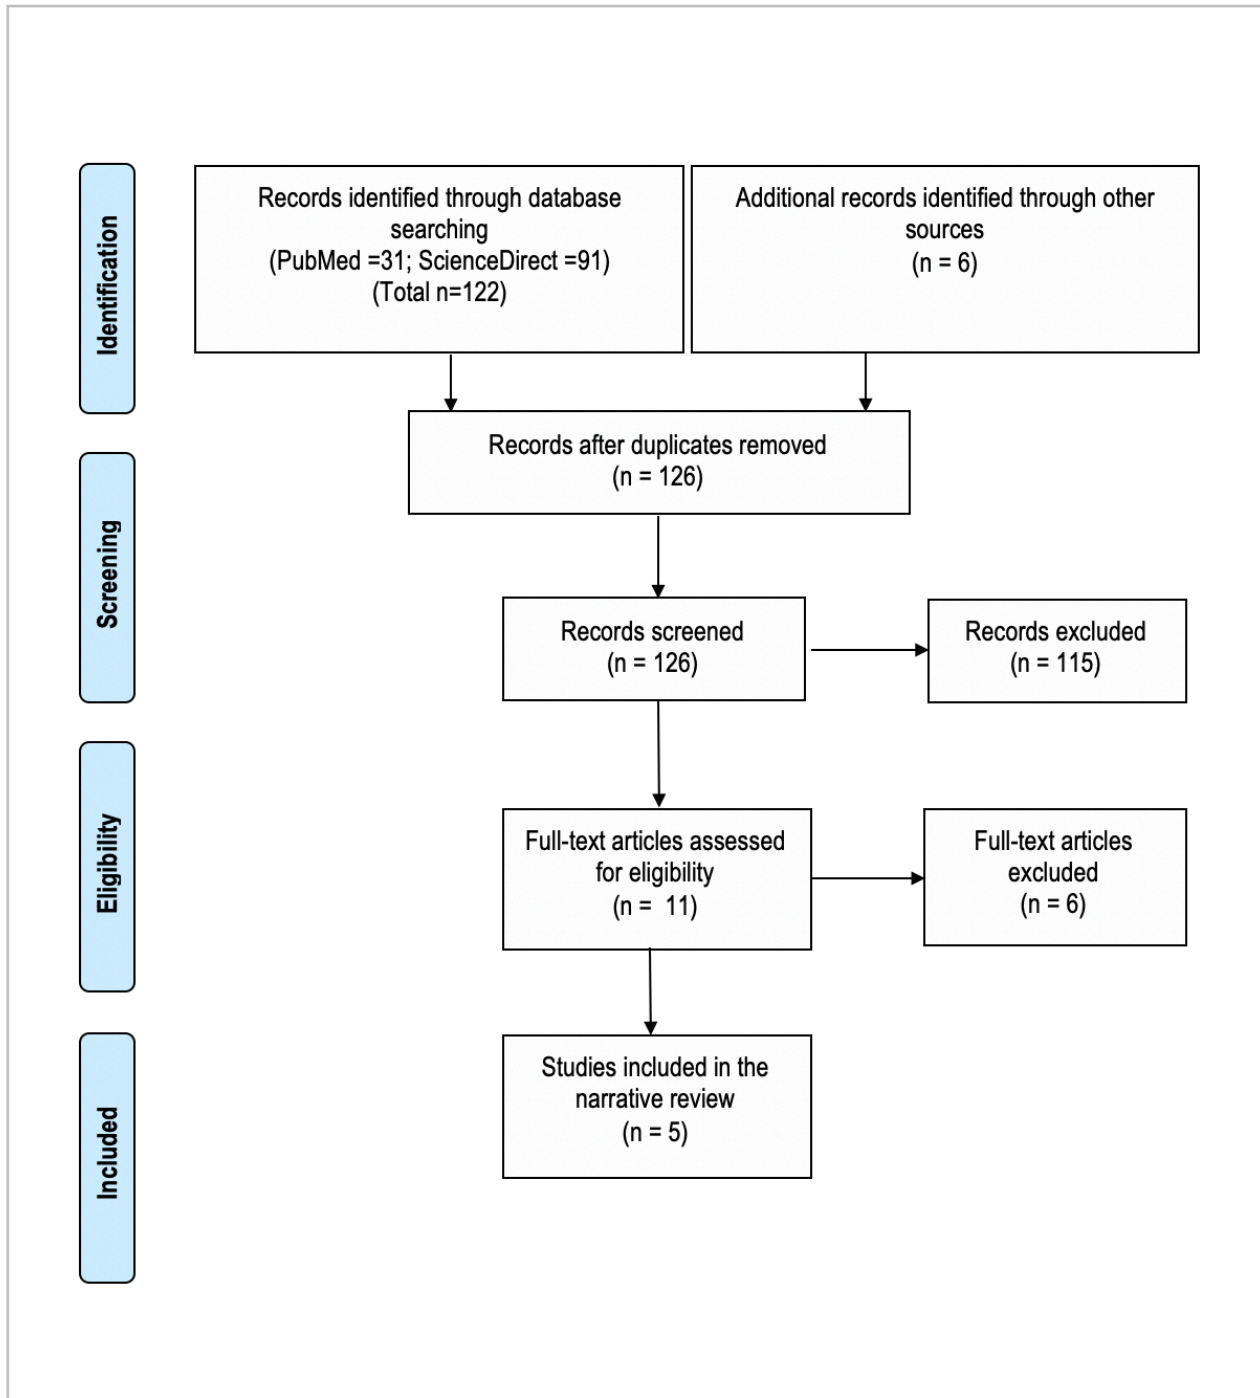 Identification
Records identified through database
searching
(PubMed =31; ScienceDirect =91)
(Total n=122)
Additional records identified through other
sources
(n = 6)
Records after duplicates removed
(n = 126)
Screening
Records screened
(n = 126)
Records excluded
(n = 115)
Eligibility
Full-text articles assessed
for eligibility
(n =  11)
Full-text articles
excluded
(n = 6)
Included
Studies included in the
narrative review
(n = 5)